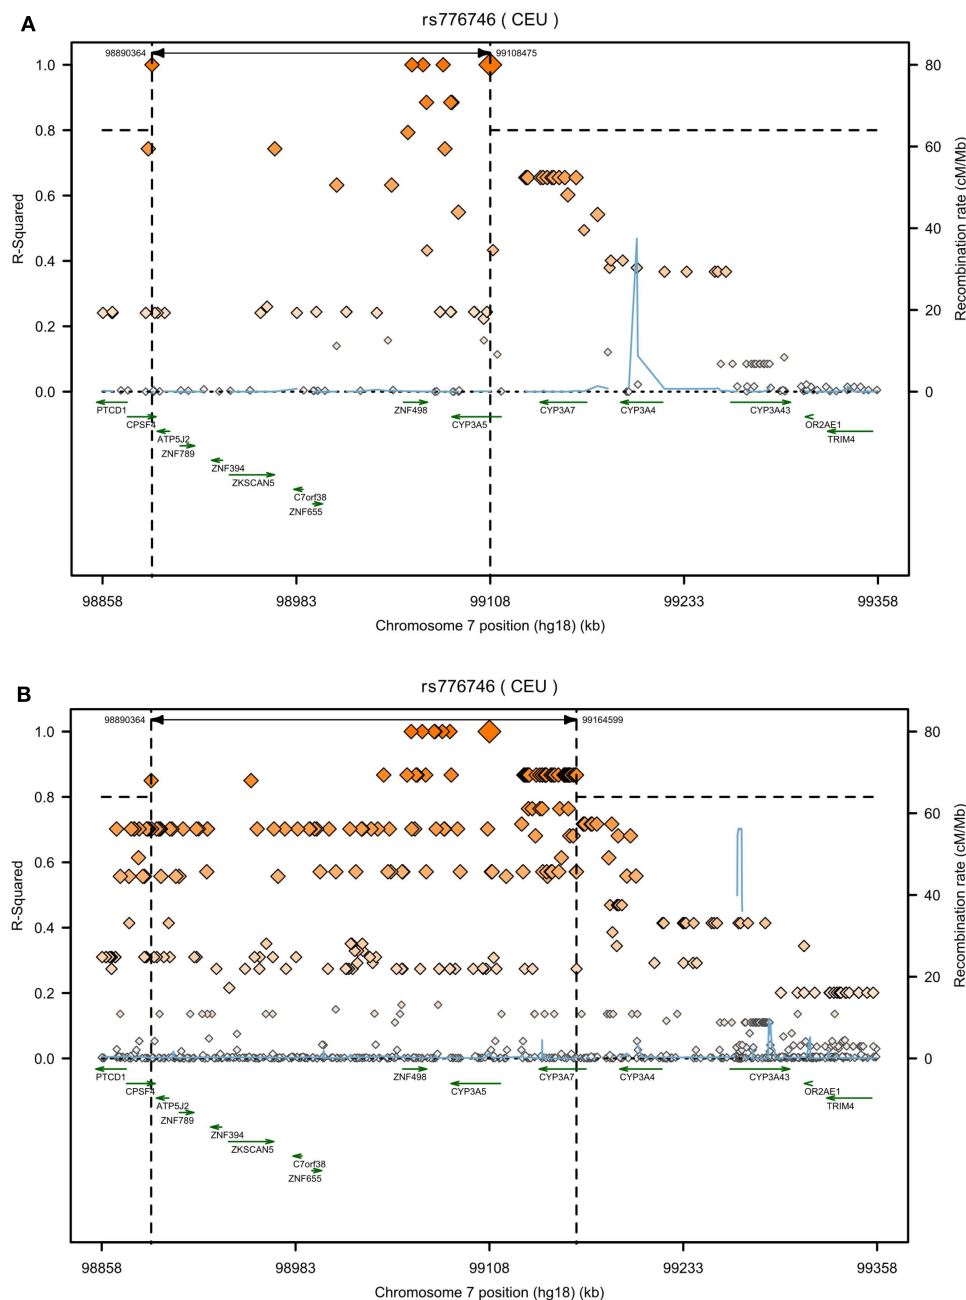 A
rs776746 ( CEU )
98890364
99108475
1.0
0.8
0.6
0.4
0.2
0.0
R-Squared
80
60
40
20
0
Recombination rate (cM/Mb)
PTCD1
CPSF4
ATP5J2
ZNF789
ZNF394
ZKSCAN5
C7orf38
ZNF655
ZNF498
CYP3A5
CYP3A7
CYP3A4
CYP3A43
OR2AE1
TRIM4
98858
98983
99108
99233
99358
Chromosome 7 position (hg18) (kb)
B
rs776746 ( CEU )
98890364
99164599
1.0
0.8
0.6
0.4
0.2
0.0
R-Squared
80
60
40
20
0
Recombination rate (cM/Mb)
PTCD1
CPSF4
ATP5J2
ZNF789
ZNF394
ZKSCAN5
C7orf38
ZNF655
ZNF498
CYP3A5
CYP3A7
CYP3A4
CYP3A43
OR2AE1
TRIM4
98858
98983
99108
99233
99358
Chromosome 7 position (hg18) (kb)